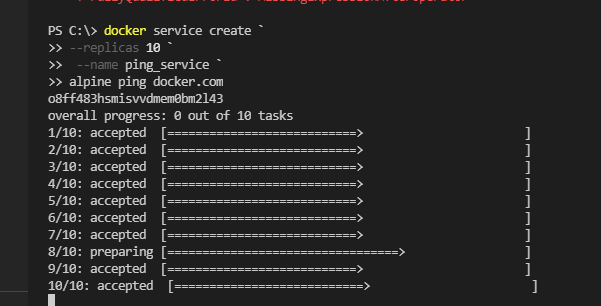 PS C:\> docker service create `
>> --replicas 10 `
>>  --name ping_service `
>> alpine ping docker.com
o8ff483hsmisvvdmem0bm2l43
overall progress: 0 out of 10 tasks
1/10: accepted  [===========================>                       ]
2/10: accepted  [===========================>                       ]
3/10: accepted  [===========================>                       ]
4/10: accepted  [===========================>                       ]
5/10: accepted  [===========================>                       ]
6/10: accepted  [===========================>                       ]
7/10: accepted  [===========================>                       ]
8/10: preparing [=================================>                 ]
9/10: accepted  [===========================>                       ]
10/10: accepted  [===========================>                       ]